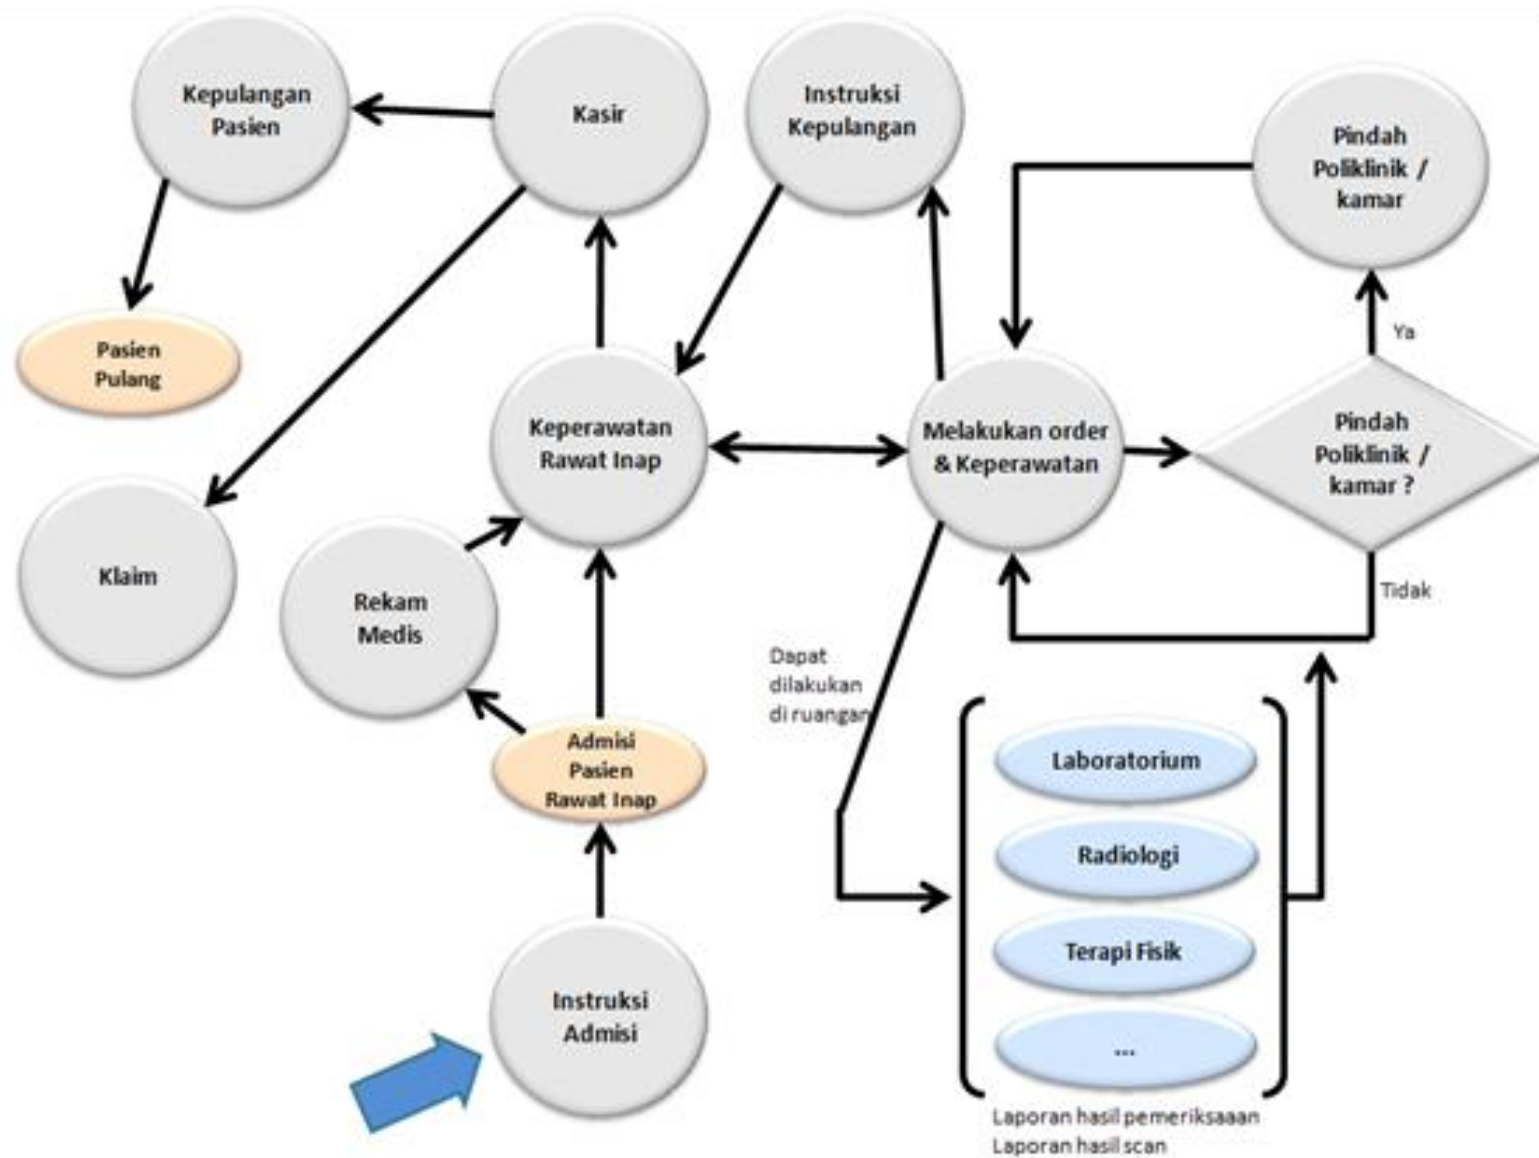 Kepulangan
Pasien
Kasir
Instruksi
Kepulangan
Pindah
Poliklinik /
kamar
Pasien
Pulang
Ya
Keperawatan
Rawat Inap
Melakukan order
& Keperawatan
Pindah
Poliklinik /
kamar ?
Klaim
Rekam
Medis
Tidak
Dapat
dilakukan
di ruangan
Admisi
Pasien
Rawat Inap
Laboratorium
Radiologi
Terapi Fisik
...
Instruksi
Admisi
Laporan hasil pemeriksaaan
Laporan hasil scan